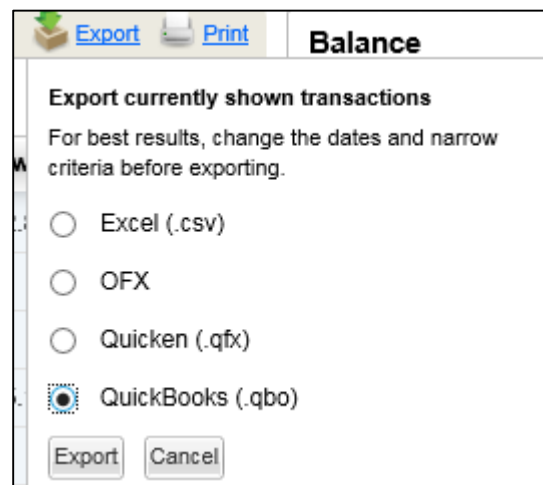 Export Print Balance
Export currently shown transactions
For best results, change the dates and narrow
criteria before exporting.
Excel (.csv)
OFX
Quicken (.qfx)
QuickBooks (.qbo)
Export Cancel